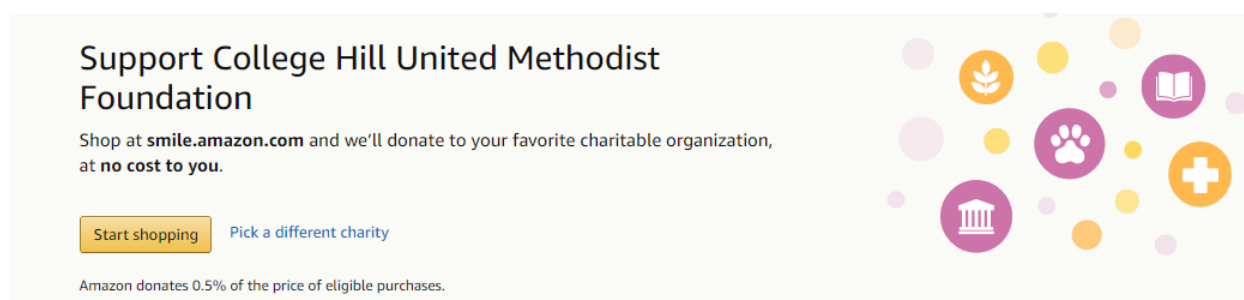 Support College Hill United Methodist
Foundation
Shop at smile.amazon.com and we’ll donate to your favorite charitable organization,
at no cost to you.
Start shopping Pick a different charity
Amazon donates 0.5% of the price of eligible purchases.